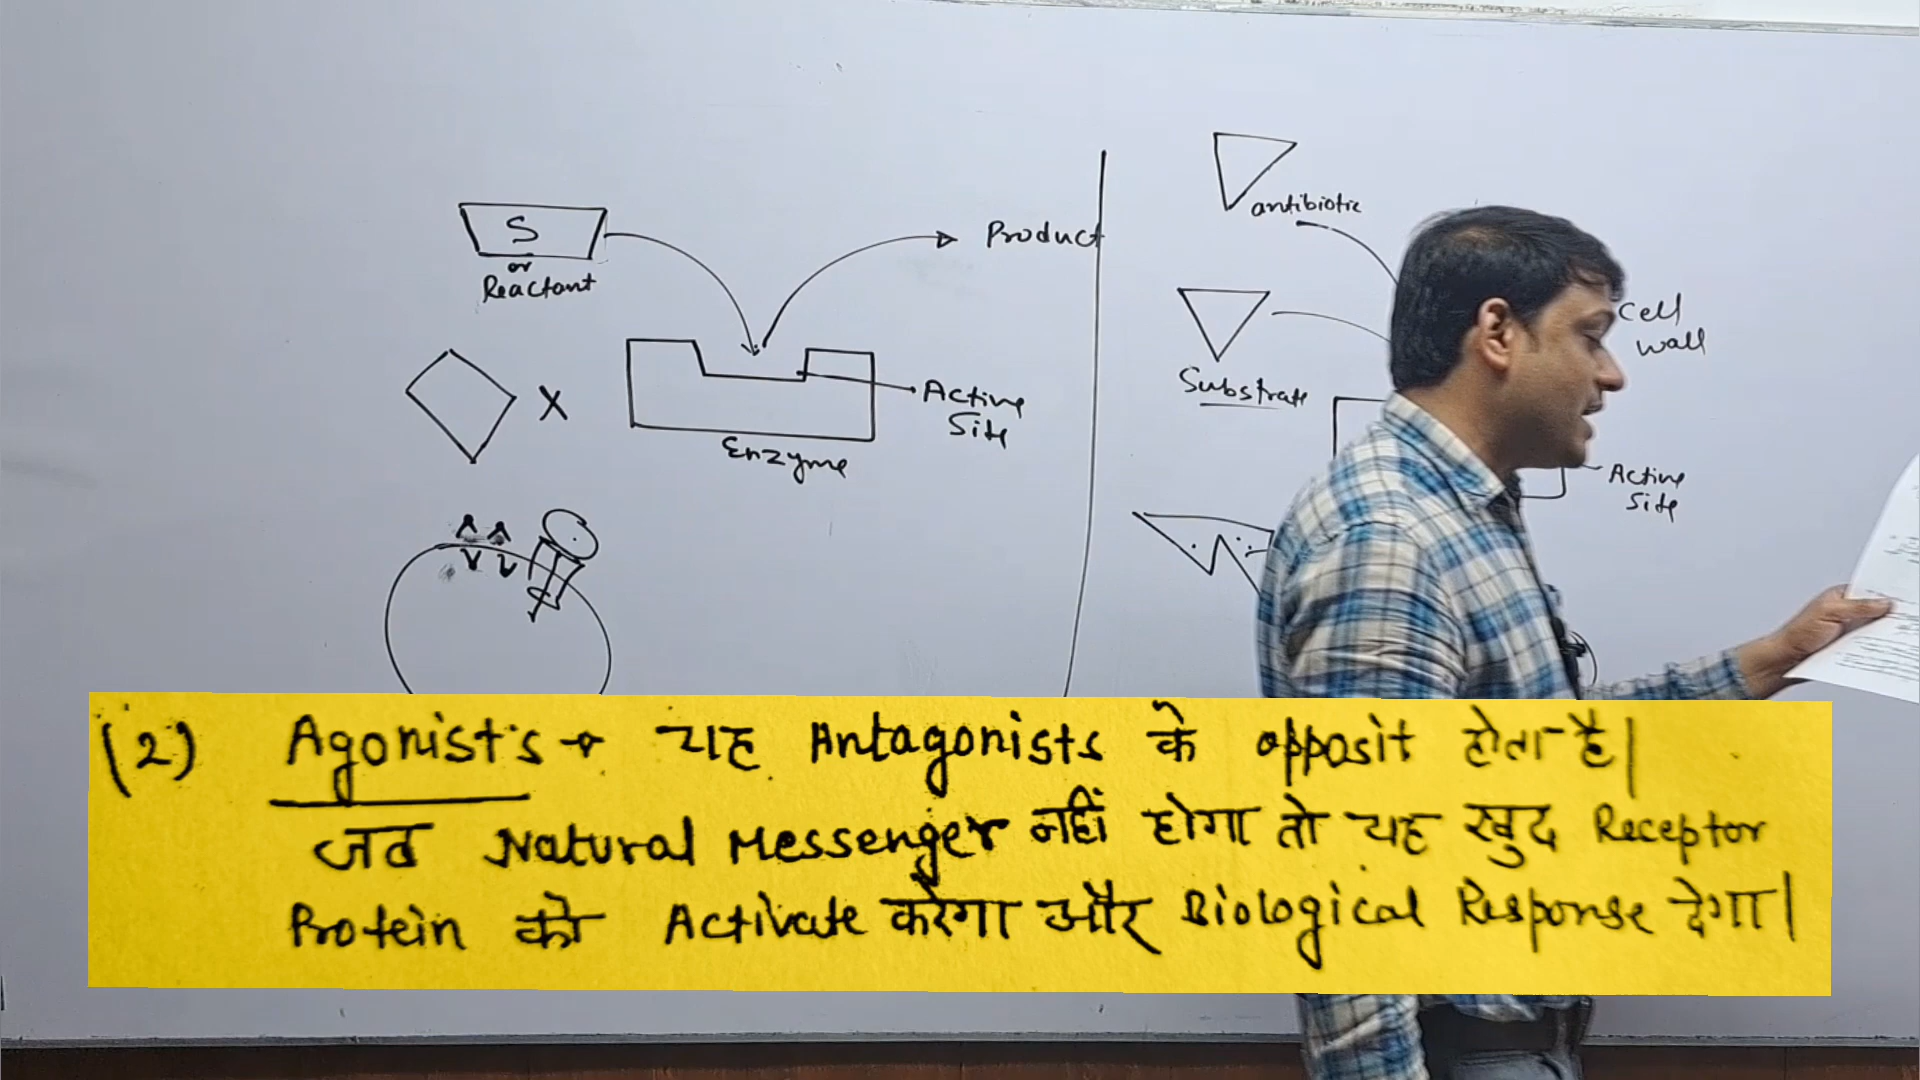 S
or
Reactant
Product
Active
Site
Enzyme
X
antibiotic
Cell
wall
Substrate
Active
Site
(2) Agonists → यह Antagonists के opposit होता है|
जब Natural Messenger नहीं होगा तो यह खुद Receptor
Protein को Activate करेगा और Biological Response देगा|